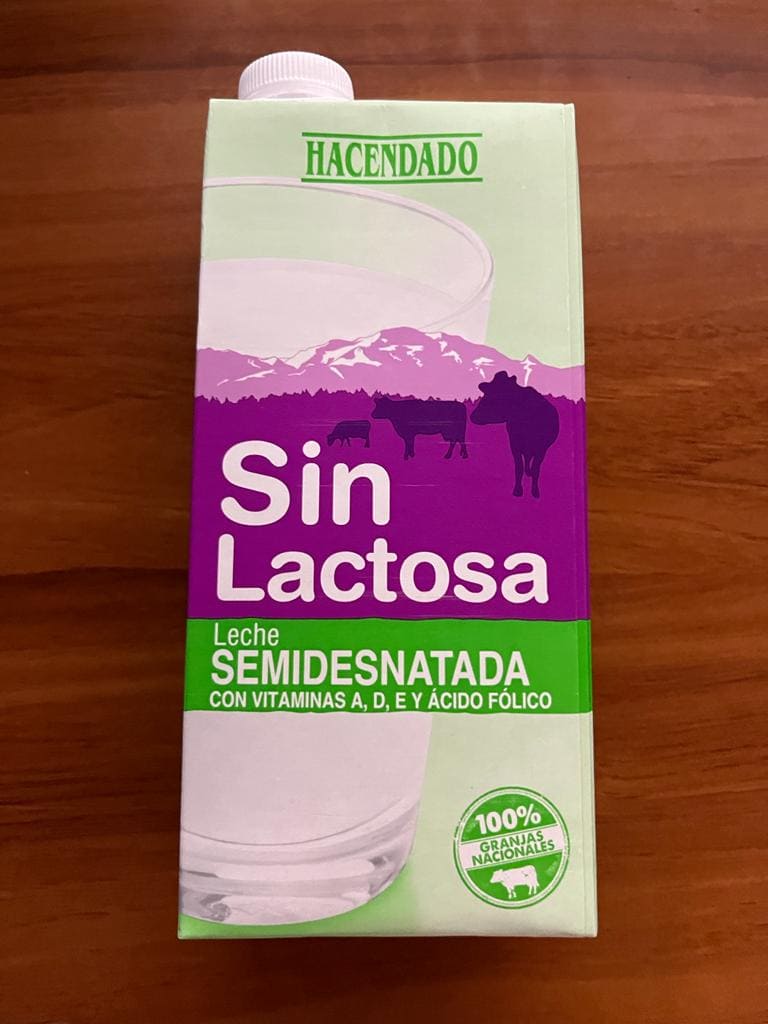 HACENDADO
Sin
Lactosa
Leche
SEMIDESNATADA
CON VITAMINAS A, D, E Y ÁCIDO FÓLICO
100%
GRANJAS
NACIONALES